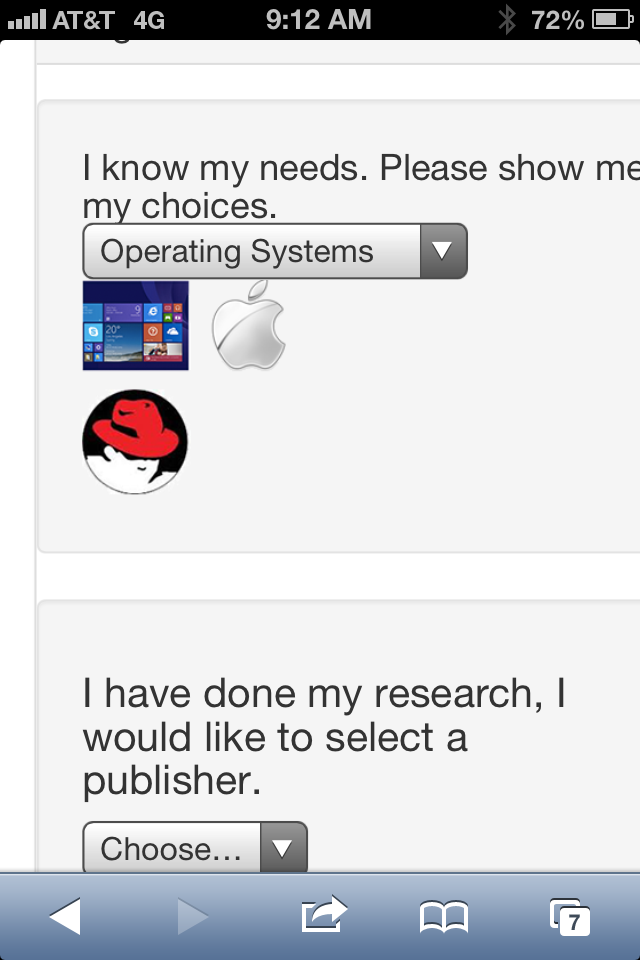 AT&T 4G 9:12 AM 72%
I know my needs. Please show me
my choices.
Operating Systems
I have done my research, I
would like to select a
publisher.
Choose...
7